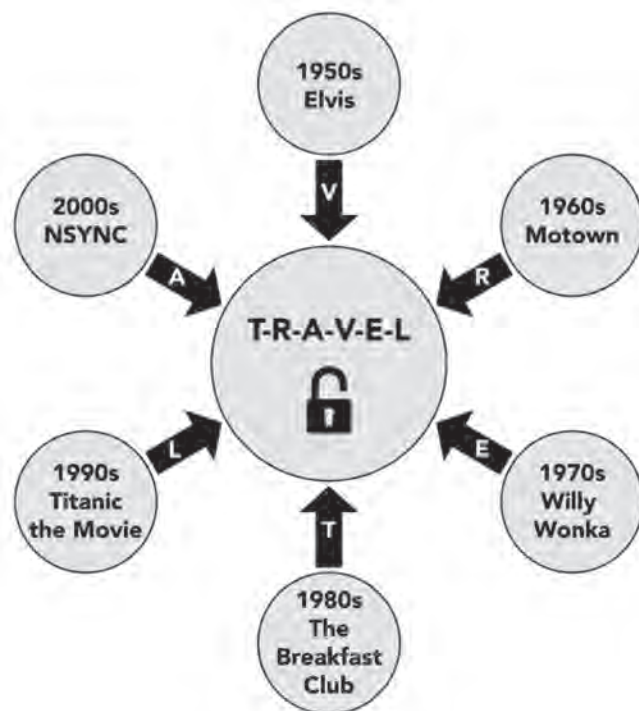 1950s
Elvis
V
2000s
NSYNC
1960s
Motown
A
R
T-R-A-V-E-L
L
E
1990s
Titanic
the Movie
1970s
Willy
Wonka
T
1980s
The
Breakfast
Club